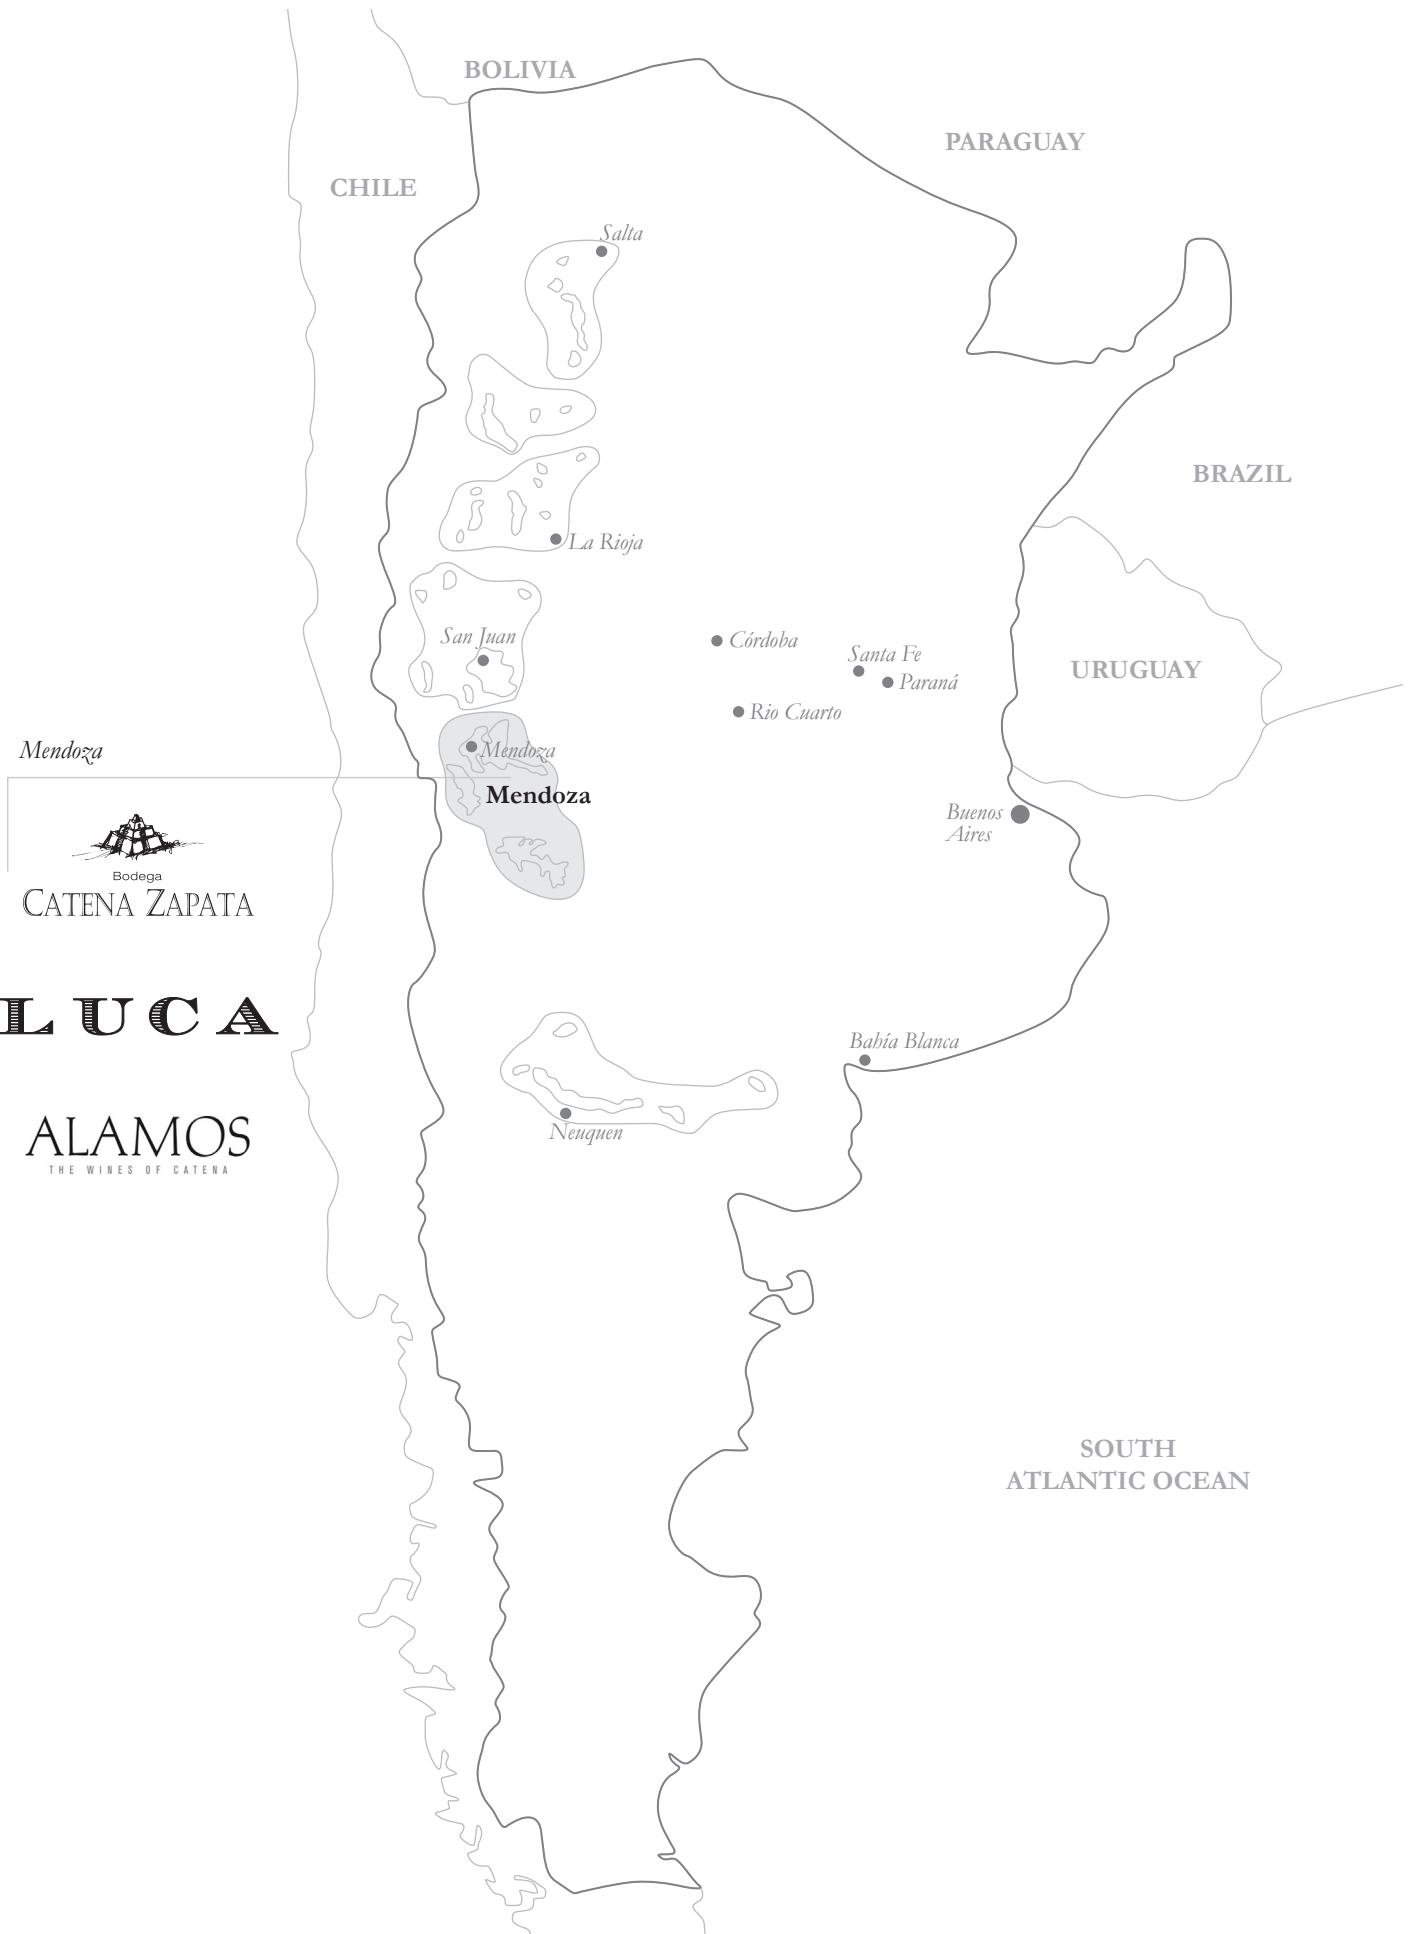 BOLIVIA
PARAGUAY
CHILE
Salta
BRAZIL
La Rioja
San Juan
Córdoba
Santa Fe
Paraná
URUGUAY
Rio Cuarto
Mendoza
Mendoza
Mendoza
Buenos
Aires
Bodega
CATENA ZAPATA
LUCA
Bahía Blanca
ALAMOS
THE WINES OF CATENA
Neuquen
SOUTH
ATLANTIC OCEAN